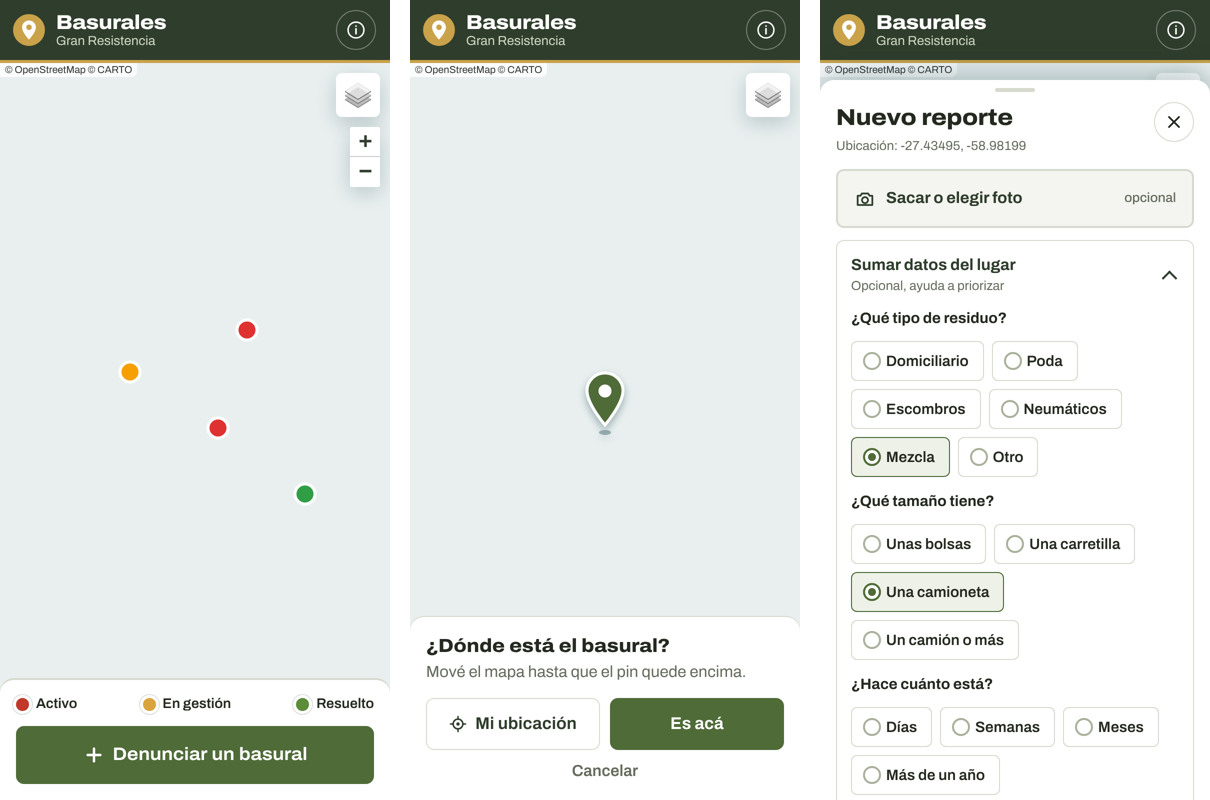 Basurales
Gran Resistencia
© OpenStreetMap © CARTO
+
−
Activo
En gestión
Resuelto
+ Denunciar un basural
Basurales
Gran Resistencia
© OpenStreetMap © CARTO
¿Dónde está el basural?
Mové el mapa hasta que el pin quede encima.
Mi ubicación
Es acá
Cancelar
Basurales
Gran Resistencia
© OpenStreetMap © CARTO
Nuevo reporte
Ubicación: -27.43495, -58.98199
Sacar o elegir foto
opcional
Sumar datos del lugar
Opcional, ayuda a priorizar
¿Qué tipo de residuo?
Domiciliario
Poda
Escombros
Neumáticos
Mezcla
Otro
¿Qué tamaño tiene?
Unas bolsas
Una carretilla
Una camioneta
Un camión o más
¿Hace cuánto está?
Días
Semanas
Meses
Más de un año